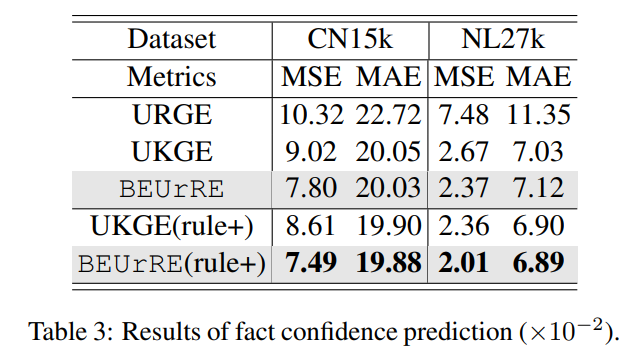 Dataset CN15k NL27k
Metrics MSE MAE MSE MAE
URGE 10.32 22.72 7.48 11.35
UKGE 9.02 20.05 2.67 7.03
BEUrRE 7.80 20.03 2.37 7.12
UKGE(rule+) 8.61 19.90 2.36 6.90
BEUrRE(rule+) 7.49 19.88 2.01 6.89
Table 3: Results of fact confidence prediction (×10⁻²).